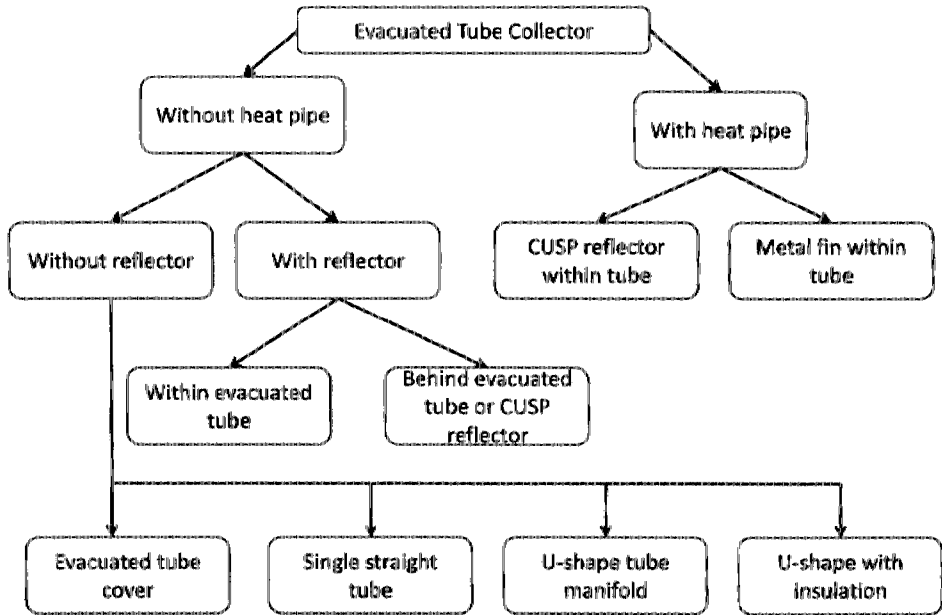 Evacuated Tube Collector
Without heat pipe
With heat pipe
Without reflector
With reflector
CUSP reflector
within tube
Metal fin within
tube
Within evacuated
tube
Behind evacuated
tube or CUSP
reflector
Evacuated tube
cover
Single straight
tube
U-shape tube
manifold
U-shape with
insulation